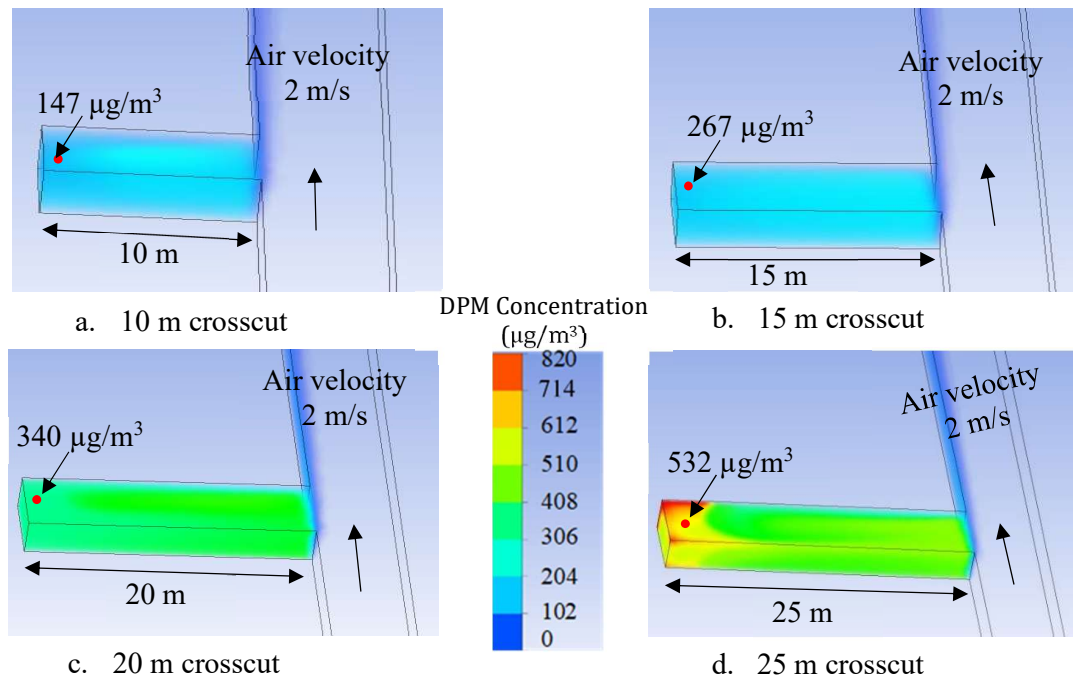 Air velocity
2 m/s
147 µg/m³
10 m
a. 10 m crosscut
Air velocity
2 m/s
267 µg/m³
15 m
b. 15 m crosscut
DPM Concentration
(µg/m³)
820
714
612
510
408
306
204
102
0
Air velocity
2 m/s
340 µg/m³
20 m
c. 20 m crosscut
Air velocity
2 m/s
532 µg/m³
25 m
d. 25 m crosscut